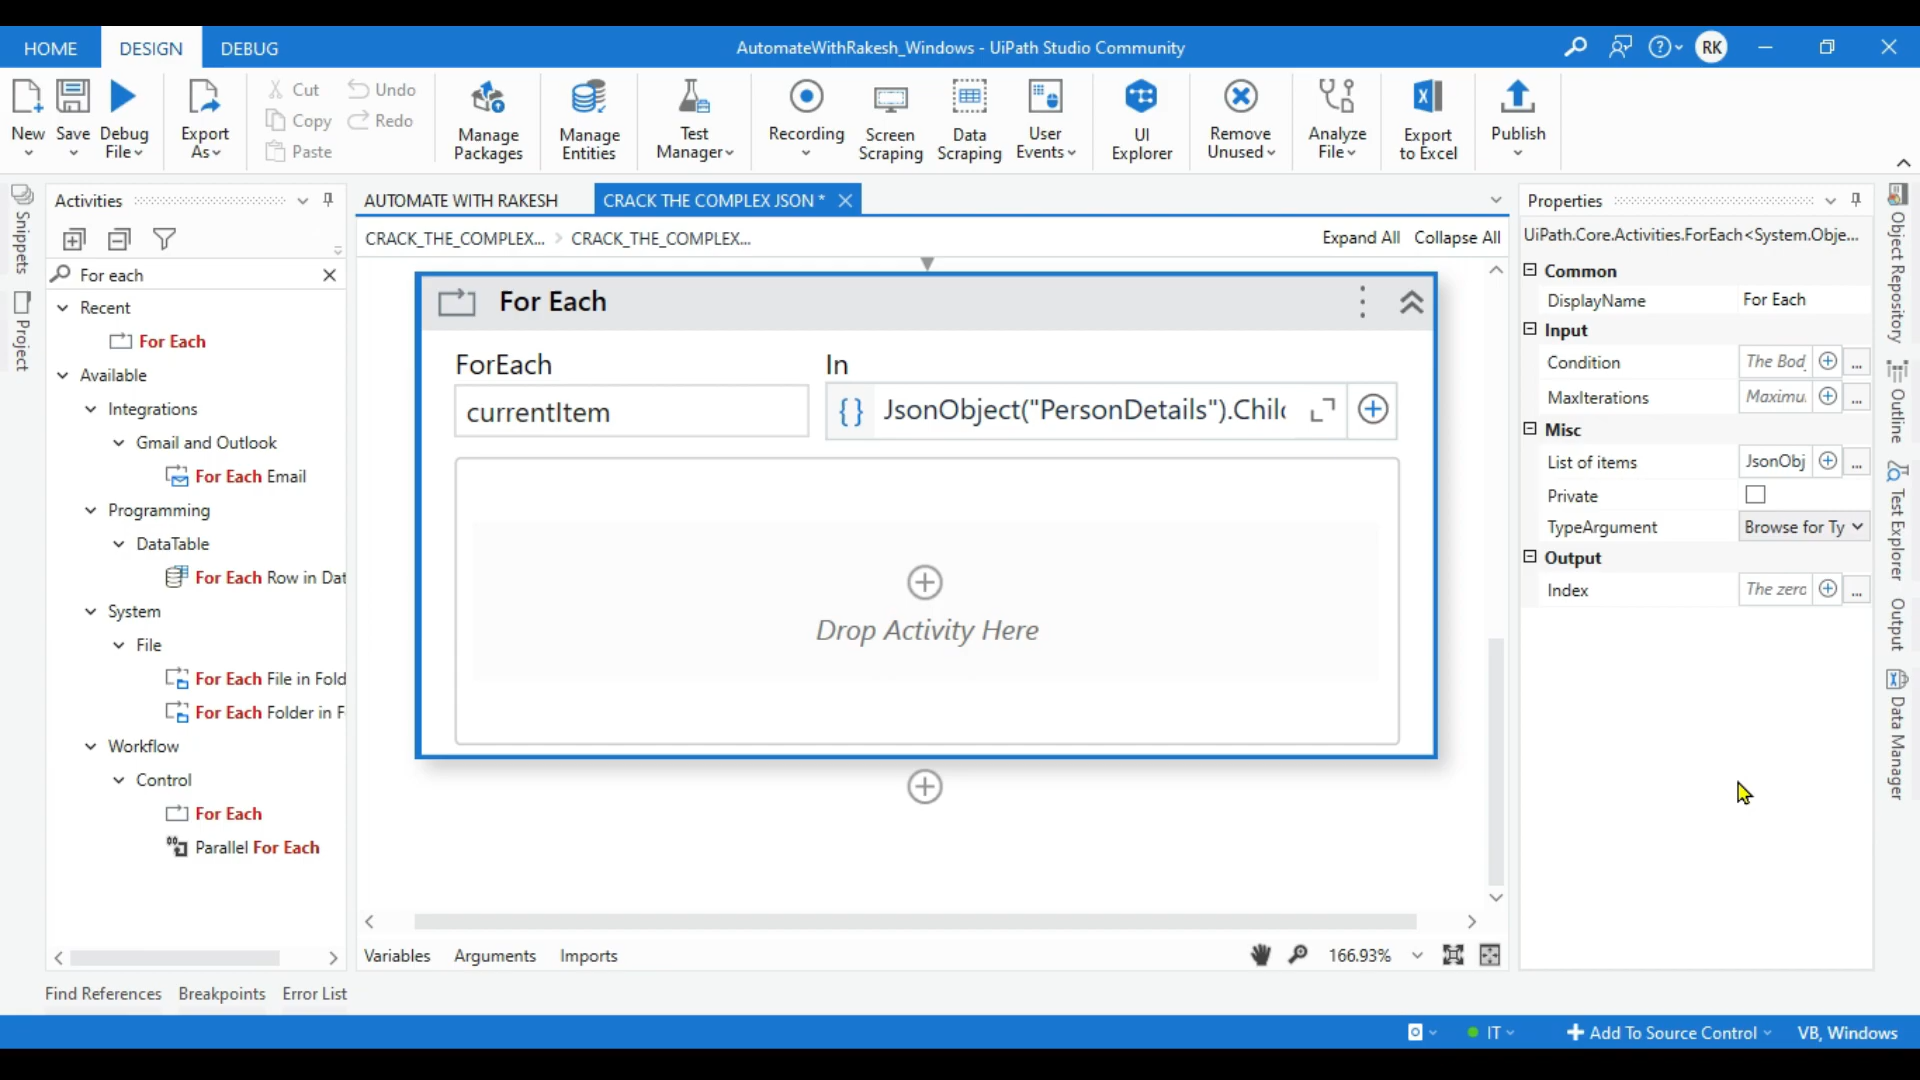 HOME
DESIGN
DEBUG
AutomateWithRakesh_Windows - UiPath Studio Community
RK
New
Save
Debug File
Export As
Cut
Copy
Paste
Undo
Redo
Manage Packages
Manage Entities
Test Manager
Recording
Screen Scraping
Data Scraping
User Events
UI Explorer
Remove Unused
Analyze File
Export to Excel
Publish
Snippets
Project
Activities
For each
Recent
For Each
Available
Integrations
Gmail and Outlook
For Each Email
Programming
DataTable
For Each Row in Dat
System
File
For Each File in Fold
For Each Folder in F
Workflow
Control
For Each
Parallel For Each
AUTOMATE WITH RAKESH
CRACK THE COMPLEX JSON *
CRACK_THE_COMPLEX... > CRACK_THE_COMPLEX...
Expand All
Collapse All
For Each
ForEach
In
currentItem
{} JsonObject("PersonDetails").Chilc
Drop Activity Here
Variables
Arguments
Imports
166.93%
Properties
UiPath.Core.Activities.ForEach<System.Obje...
Common
DisplayName
For Each
Input
Condition
The Bod
...
MaxIterations
Maximu
...
Misc
List of items
JsonObj
...
Private
TypeArgument
Browse for Ty
Output
Index
The zero
...
Object Repository
Outline
Test Explorer
Output
Data Manager
Find References
Breakpoints
Error List
IT
Add To Source Control
VB, Windows